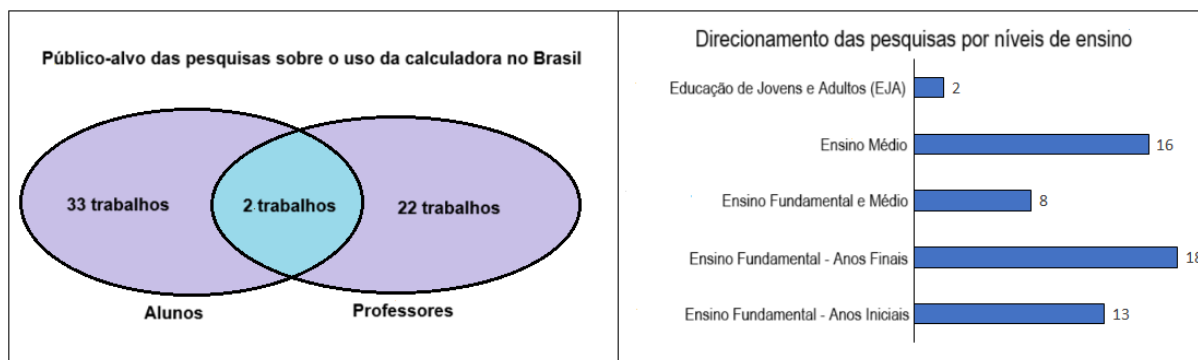 Público-alvo das pesquisas sobre o uso da calculadora no Brasil
33 trabalhos
2 trabalhos
22 trabalhos
Alunos
Professores
Direcionamento das pesquisas por níveis de ensino
Educação de Jovens e Adultos (EJA)
2
Ensino Médio
16
Ensino Fundamental e Médio
8
Ensino Fundamental - Anos Finais
18
Ensino Fundamental - Anos Iniciais
13